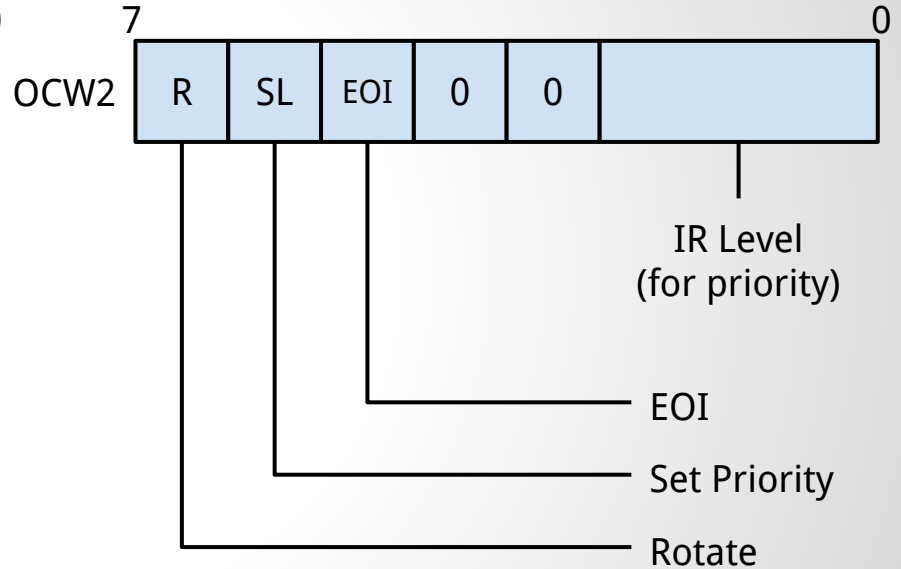 7 0
OCW2 R SL EOI 0 0
IR Level
(for priority)
EOI
Set Priority
Rotate